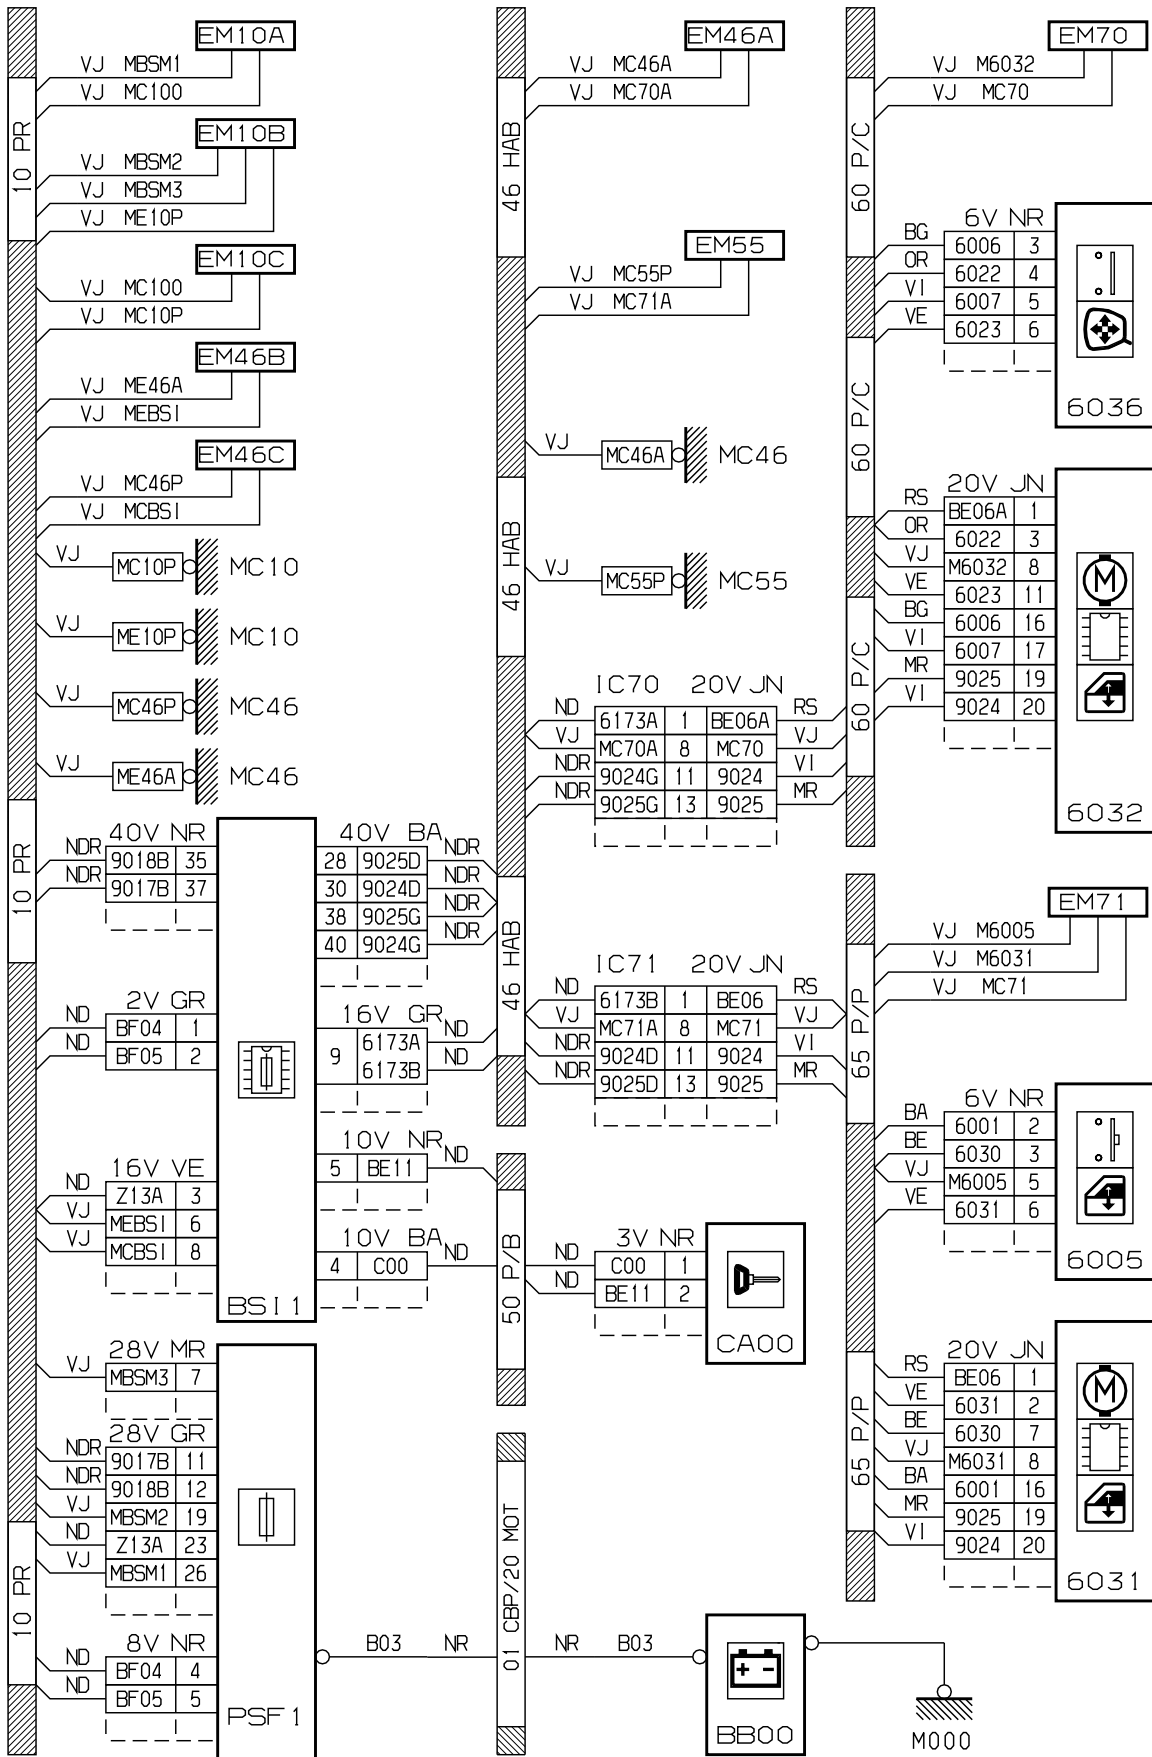 EM10A
VJ MBSM1
VJ MC100
10 PR
EM10B
VJ MBSM2
VJ MBSM3
VJ ME10P
EM10C
VJ MC100
VJ MC10P
EM46B
VJ ME46A
VJ MEBSI
EM46C
VJ MC46P
VJ MCBSI
VJ MC10P MC10
VJ ME10P MC10
VJ MC46P MC46
VJ ME46A MC46
10 PR
40V NR
NDR 9018B 35
NDR 9017B 37
2V GR
ND BF04 1
ND BF05 2
16V VE
ND Z13A 3
VJ MEBSI 6
VJ MCBSI 8
40V BA
28 9025D NDR
30 9024D NDR
38 9025G NDR
40 9024G NDR
16V GR
9 6173A ND
6173B ND
10V NR
5 BE11 ND
10V BA
4 C00 ND
BSI1
28V MR
VJ MBSM3 7
28V GR
NDR 9017B 11
NDR 9018B 12
VJ MBSM2 19
ND Z13A 23
VJ MBSM1 26
10 PR
8V NR
ND BF04 4
ND BF05 5
PSF1
B03 NR
EM46A
VJ MC46A
VJ MC70A
46 HAB
EM55
VJ MC55P
VJ MC71A
VJ MC46A MC46
46 HAB
VJ MC55P MC55
IC70 20V JN
ND 6173A 1 BE06A RS
VJ MC70A 8 MC70 VJ
NDR 9024G 11 9024 VI
NDR 9025G 13 9025 MR
46 HAB
IC71 20V JN
ND 6173B 1 BE06 RS
VJ MC71A 8 MC71 VJ
NDR 9024D 11 9024 VI
NDR 9025D 13 9025 MR
50 P/B
3V NR
ND C00 1
ND BE11 2
CA00
01 CBP/20 MOT
NR B03
+ -
BB00
M000
EM70
VJ M6032
VJ MC70
60 P/C
6V NR
BG 6006 3
OR 6022 4
VI 6007 5
VE 6023 6
6036
60 P/C
20V JN
RS BE06A 1
OR 6022 3
VJ M6032 8
VE 6023 11
BG 6006 16
VI 6007 17
MR 9025 19
VI 9024 20
M
6032
60 P/C
EM71
VJ M6005
VJ M6031
VJ MC71
65 P/P
6V NR
BA 6001 2
BE 6030 3
VJ M6005 5
VE 6031 6
6005
65 P/P
20V JN
RS BE06 1
VE 6031 2
BE 6030 7
VJ M6031 8
BA 6001 16
MR 9025 19
VI 9024 20
M
6031